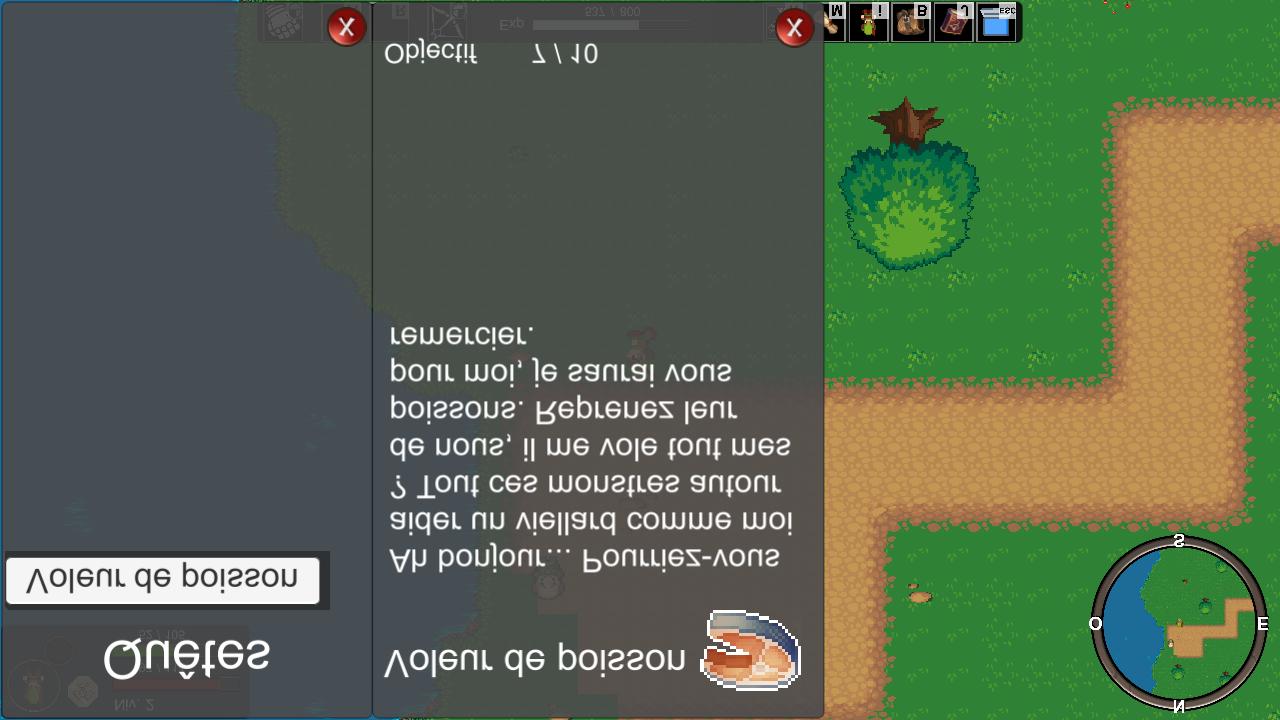 Niv. 2
Quêtes
Voleur de poisson
Voleur de poisson
Ah bonjour... Pourriez-vous
aider un viellard comme moi
? Tout ces monstres autour
de nous, il me vole tout mes
poissons. Reprenez leur
pour moi, je saurai vous
remercier.
Objectif 7 / 10
X
X
N
O
E
S
Exp 537 / 800
R
M
I
B
J
ESC